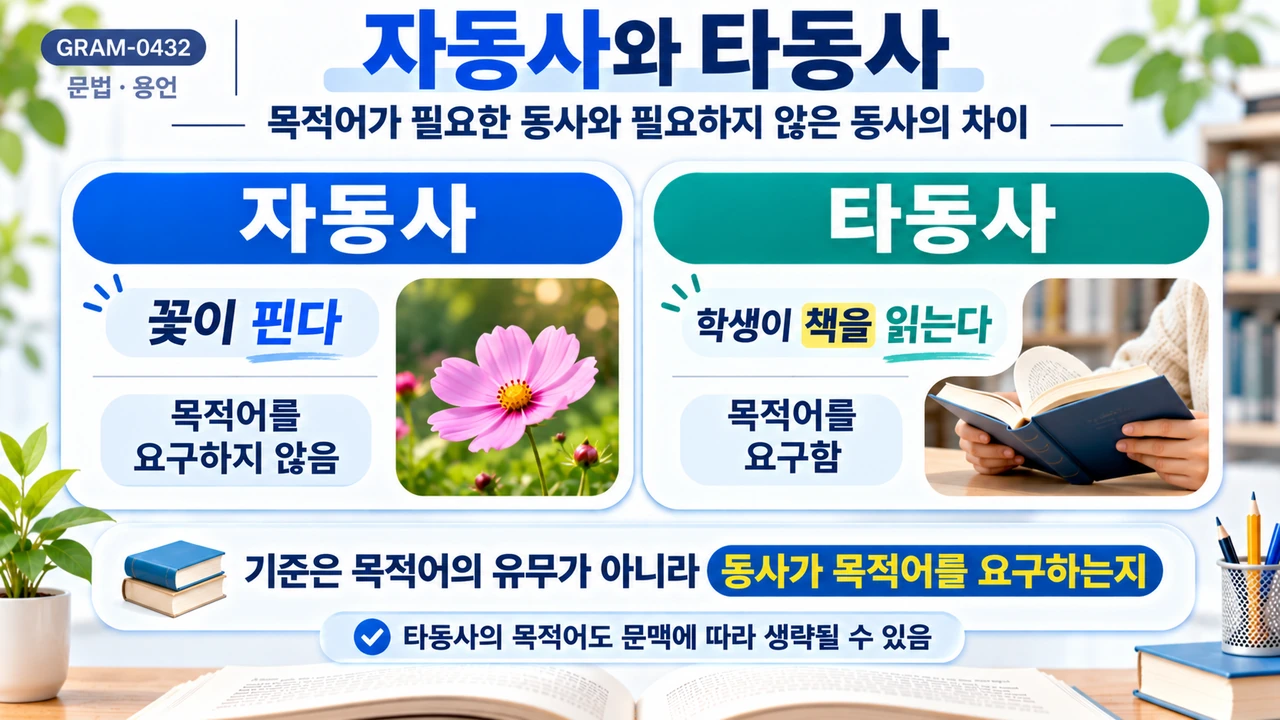 GRAM-0432
문법 · 용언
자동사와 타동사
목적어가 필요한 동사와 필요하지 않은 동사의 차이
자동사
꽃이 핀다
목적어를
요구하지 않음
타동사
학생이 책을 읽는다
목적어를
요구함
기준은 목적어의 유무가 아니라 동사가 목적어를 요구하는지
타동사의 목적어도 문맥에 따라 생략될 수 있음